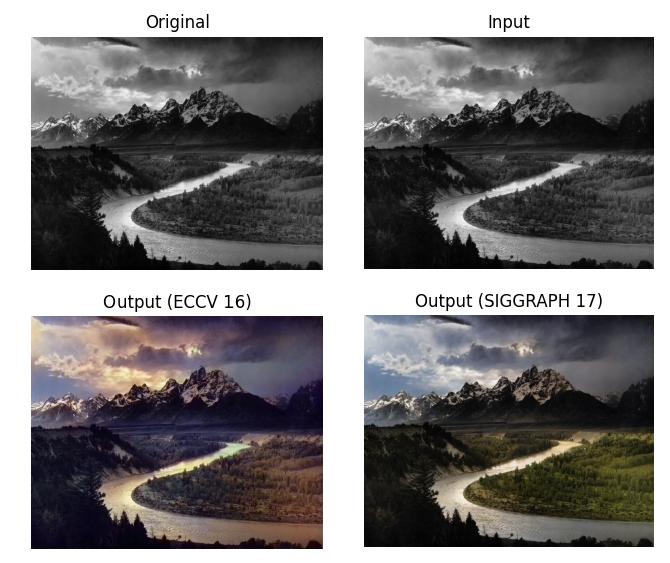 Original
Input
Output (ECCV 16)
Output (SIGGRAPH 17)